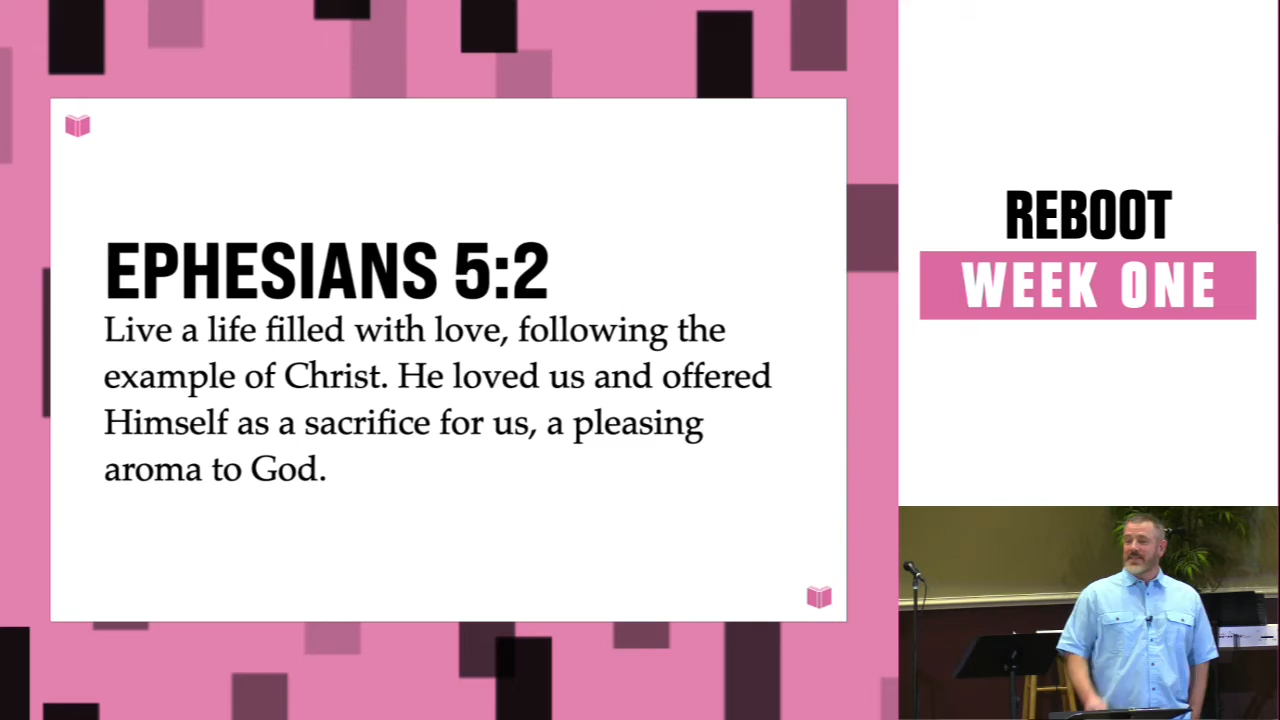 EPHESIANS 5:2
Live a life filled with love, following the
example of Christ. He loved us and offered
Himself as a sacrifice for us, a pleasing
aroma to God.
REBOOT
WEEK ONE